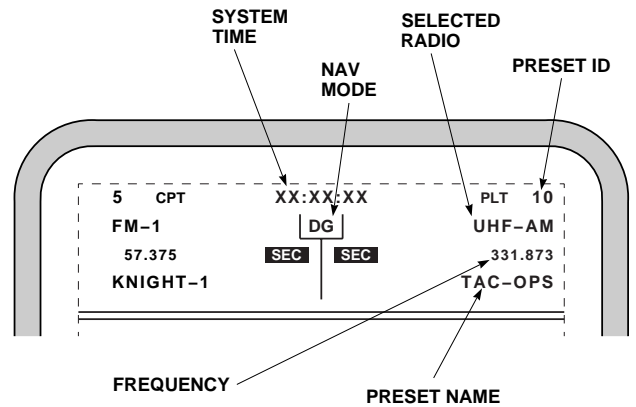 SYSTEM
TIME
SELECTED
RADIO
NAV
MODE
PRESET ID
5 CPT XX:XX:XX PLT 10
FM–1 DG UHF–AM
57.375 SEC SEC 331.873
KNIGHT–1 TAC–OPS
FREQUENCY
PRESET NAME